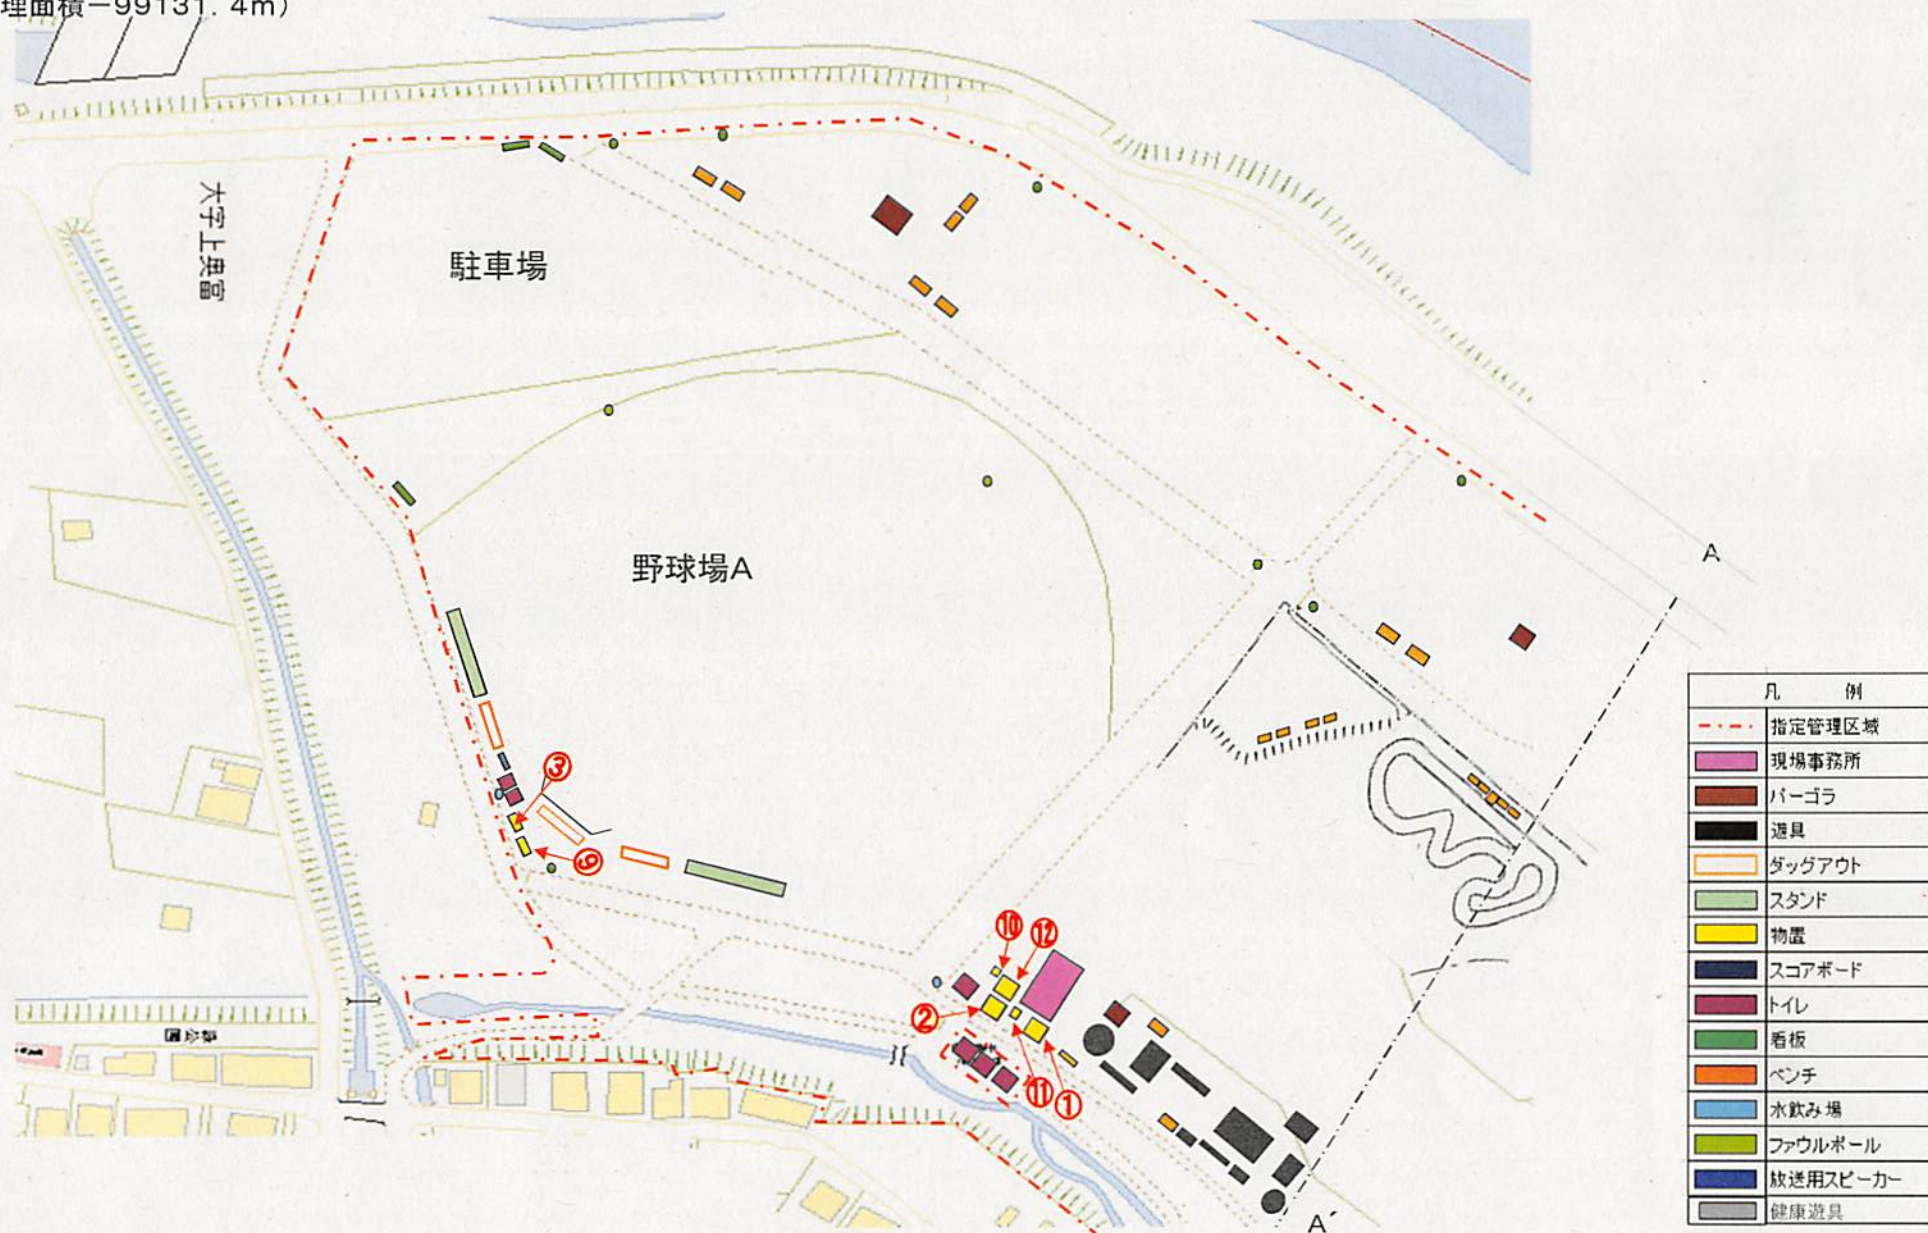 理面積－99131．4m)
大字上奥富
駐車場
野球場A
A
③
⑨
⑩
⑫
②
⑪
①
A´
凡 例
指定管理区域
現場事務所
パーゴラ
遊具
ダッグアウト
スタンド
物置
スコアボード
トイレ
看板
ベンチ
水飲み場
ファウルポール
放送用スピーカー
健康遊具